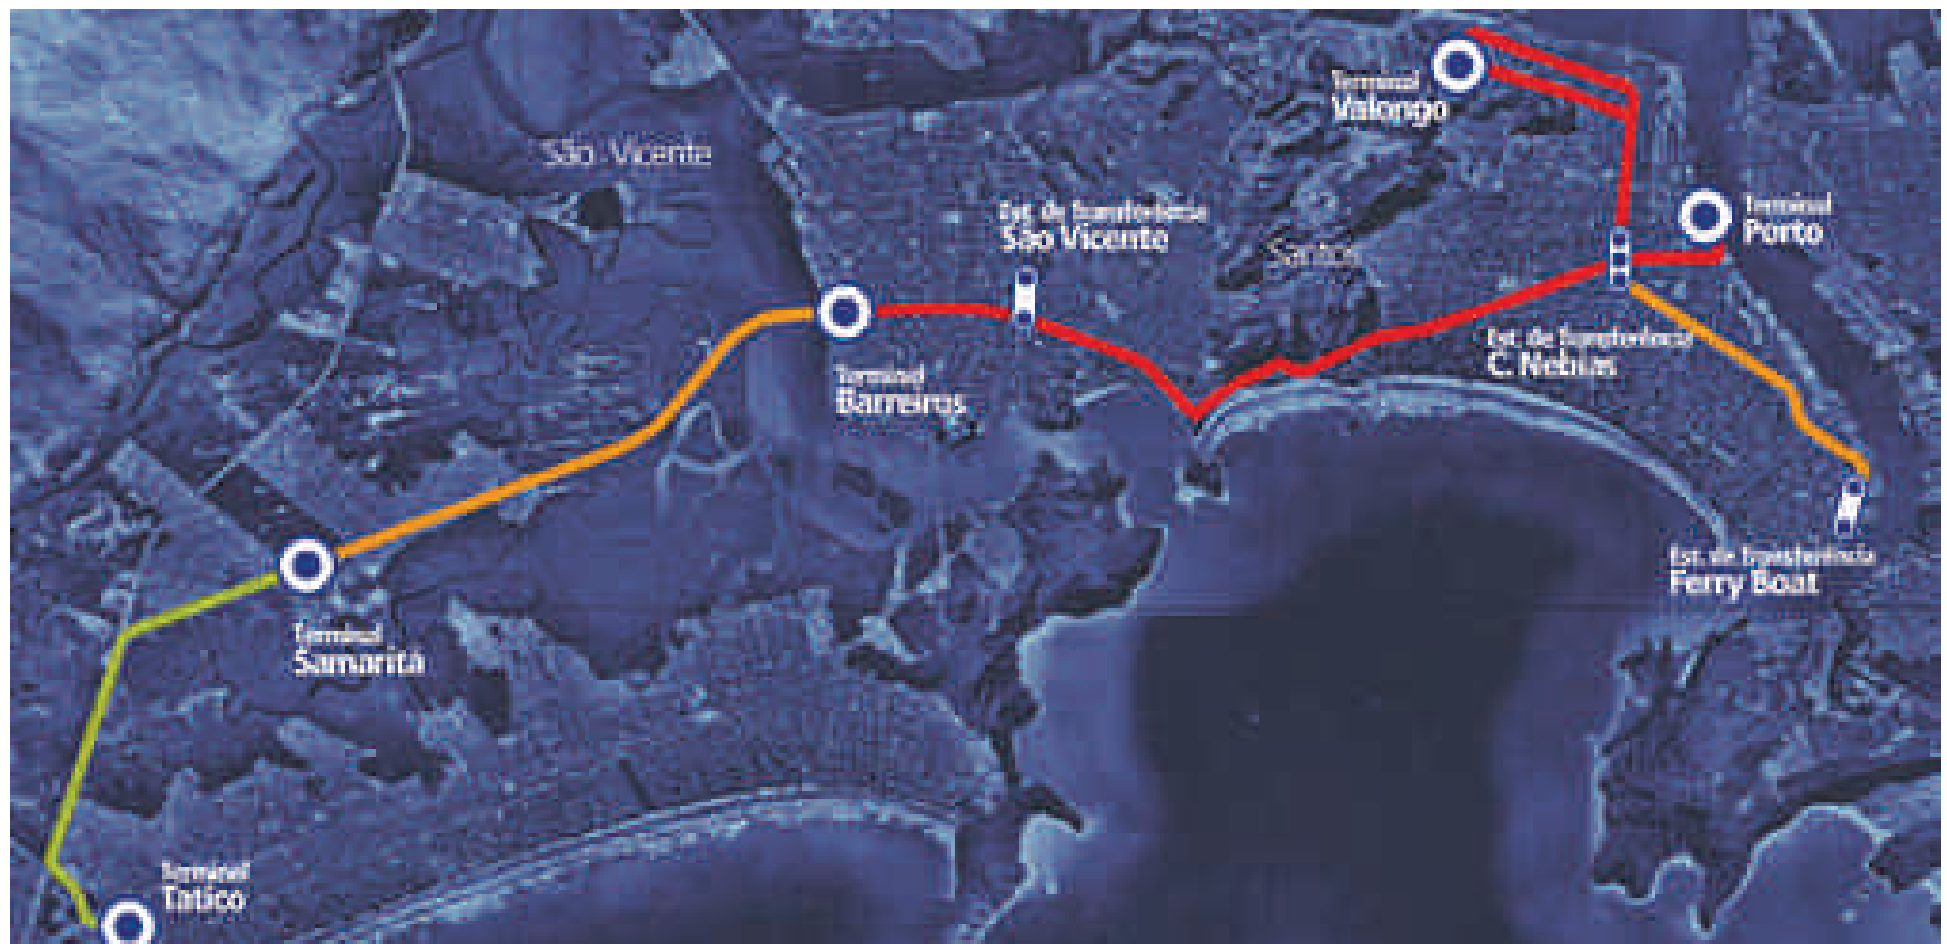 Terminal
Valongo
São Vicente
Est. de Transferência
São Vicente
Terminal
Porto
Santos
Est. de Transferência
C. Nebias
Terminal
Barreiros
Est. de Transferência
Ferry Boat
Terminal
Samaritá
Terminal
Tatico